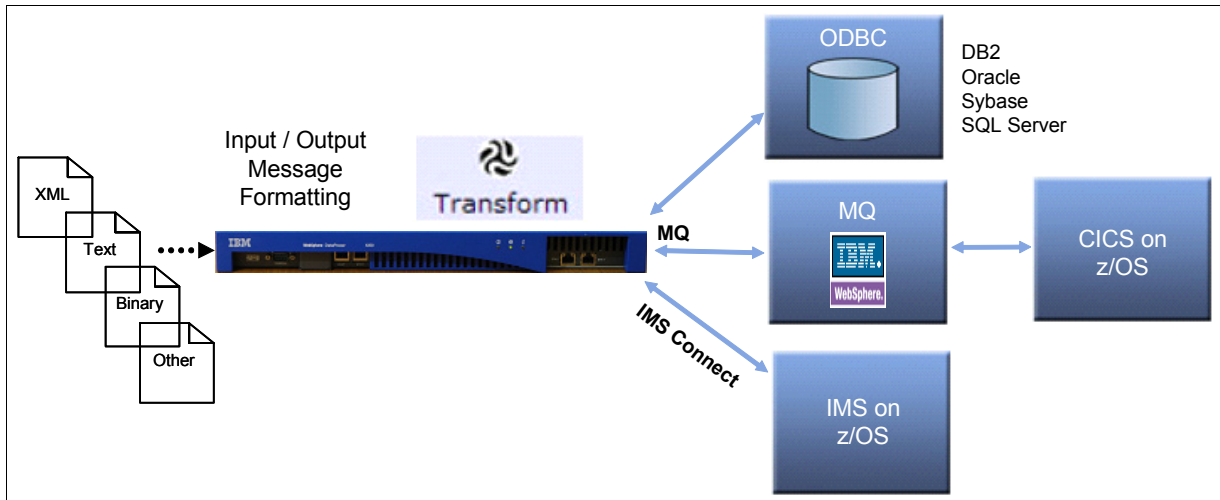 XML
Text
Binary
Other
Input / Output
Message
Formatting
Transform
IBM
MQ
IMS Connect
ODBC
DB2
Oracle
Sybase
SQL Server
MQ
IBM.
WebSphere.
CICS on
z/OS
IMS on
z/OS